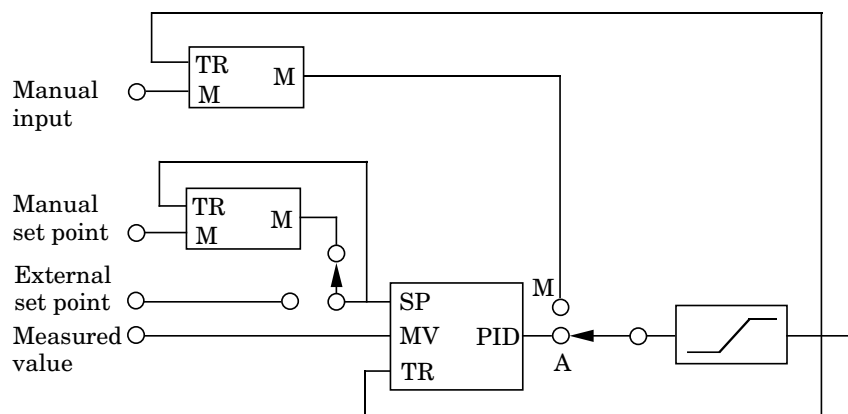 TR
M
M
Manual
input
TR
M
M
Manual
set point
External
set point
Measured
value
SP
MV
PID
TR
M
A